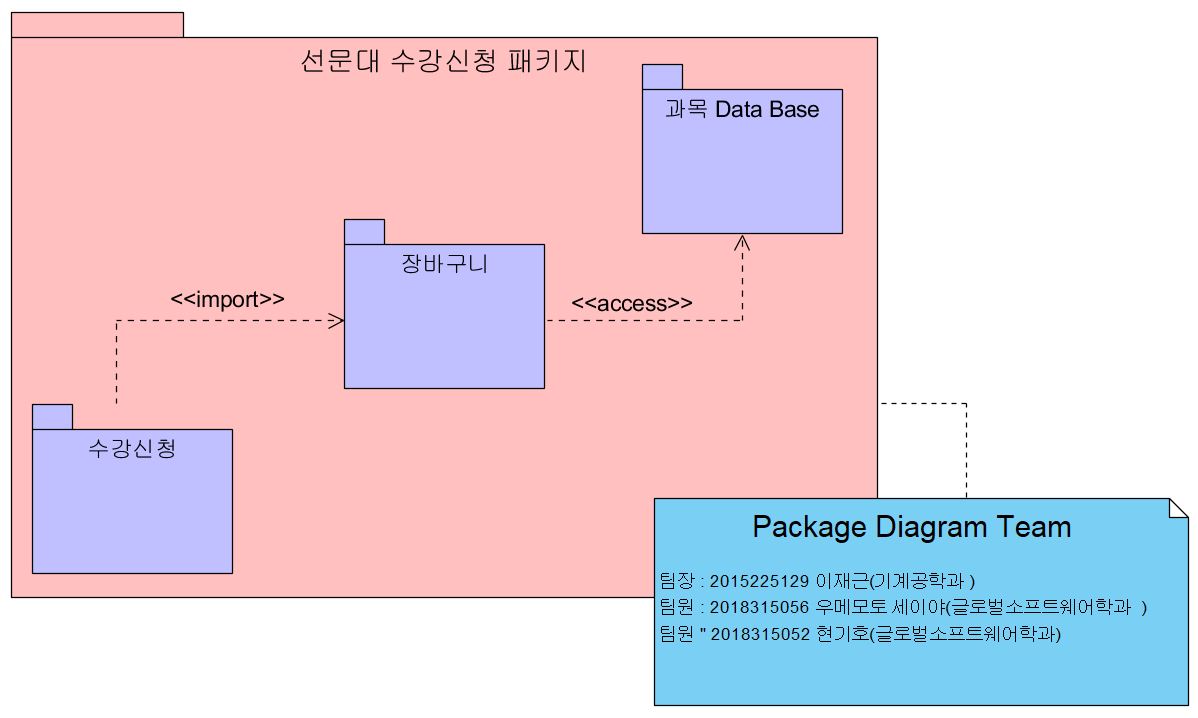 선문대 수강신청 패키지
과목 Data Base
장바구니
<<import>>
<<access>>
수강신청
Package Diagram Team
팀장 : 2015225129 이재근(기계공학과 )
팀원 : 2018315056 우메모토 세이야(글로벌소프트웨어학과  )
팀원 " 2018315052 현기호(글로벌소프트웨어학과)